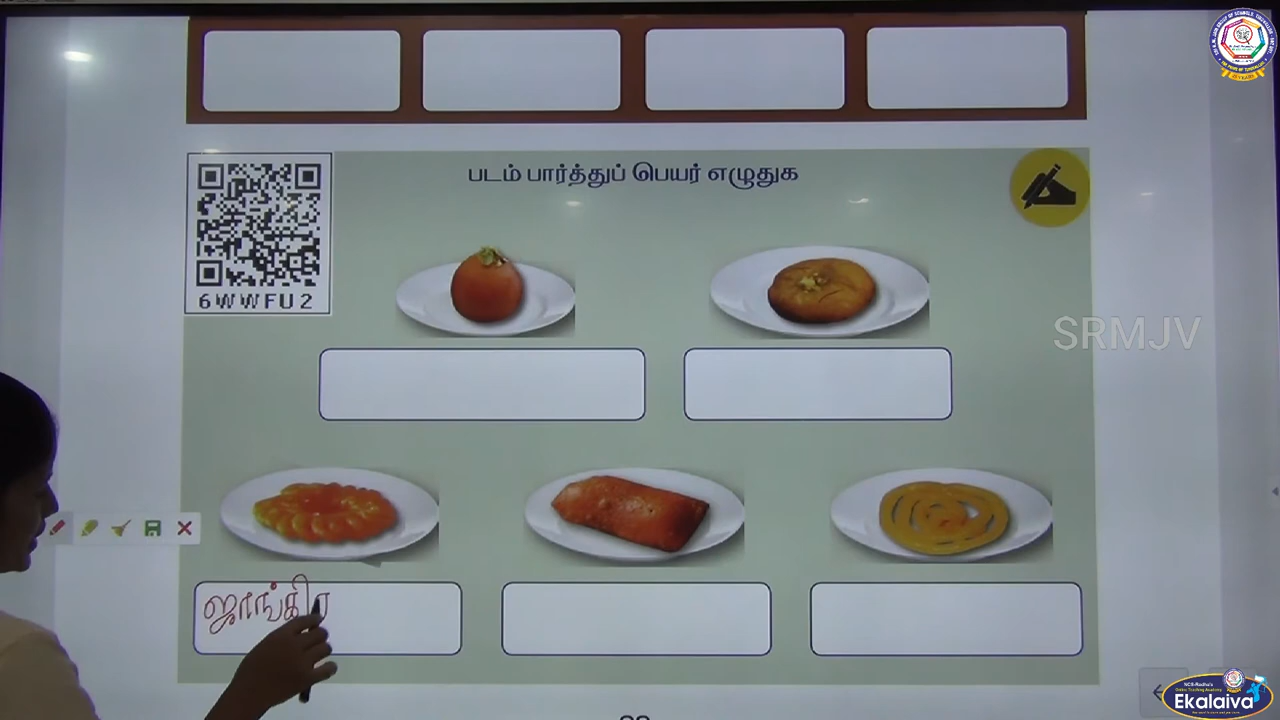 6WWFU2
படம் பார்த்துப் பெயர் எழுதுக
SRMJV
ஜாங்கிர
Ekalaiva